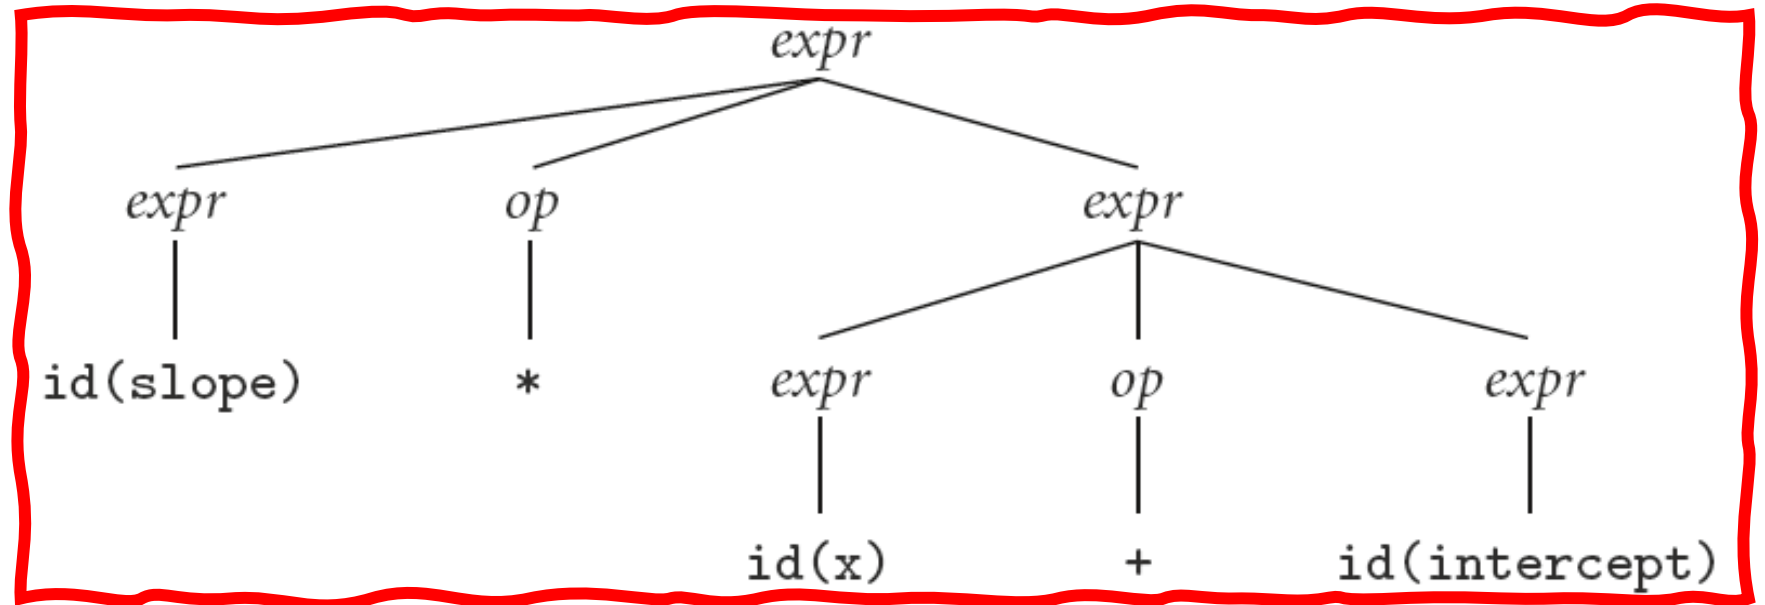 expr
expr op expr
id(slope) * expr op expr
id(x) + id(intercept)